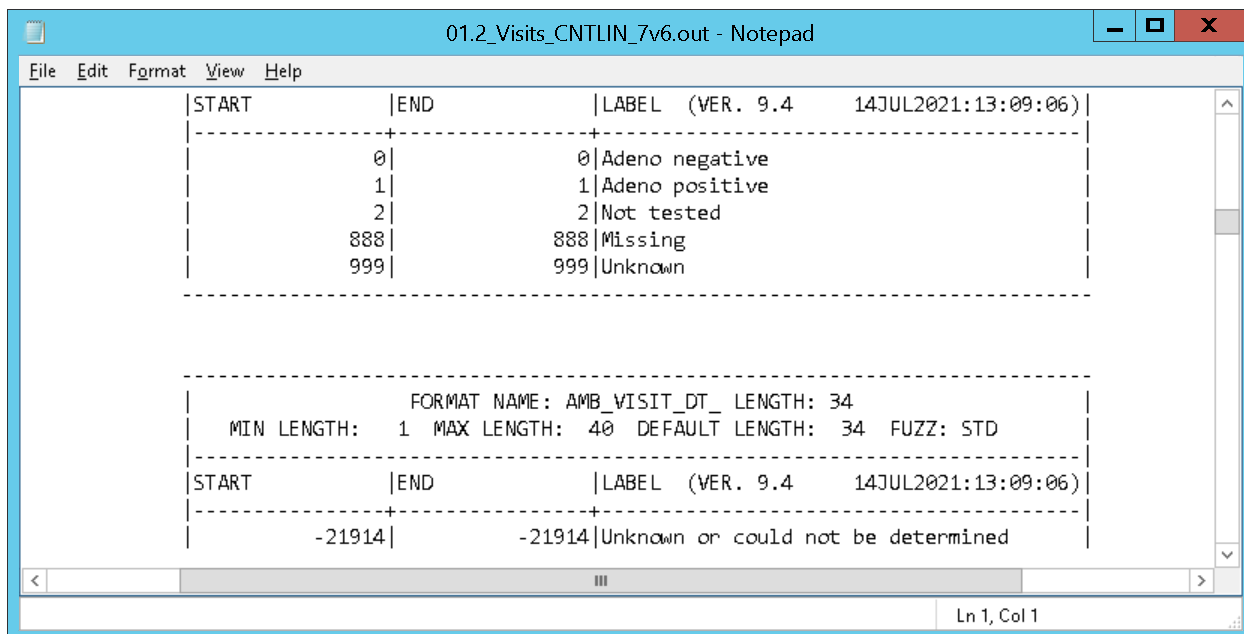 01.2_Visits_CNTLIN_7v6.out - Notepad
File Edit Format View Help
|START |END |LABEL (VER. 9.4 14JUL2021:13:09:06)|
|----------------+----------------+----------------------------------------|
| 0| 0|Adeno negative |
| 1| 1|Adeno positive |
| 2| 2|Not tested |
| 888| 888|Missing |
| 999| 999|Unknown |
----------------------------------------------------------------------------
----------------------------------------------------------------------------
| FORMAT NAME: AMB_VISIT_DT_ LENGTH: 34 |
| MIN LENGTH: 1 MAX LENGTH: 40 DEFAULT LENGTH: 34 FUZZ: STD |
|--------------------------------------------------------------------------|
|START |END |LABEL (VER. 9.4 14JUL2021:13:09:06)|
|----------------+----------------+----------------------------------------|
| -21914| -21914|Unknown or could not be determined |
Ln 1, Col 1